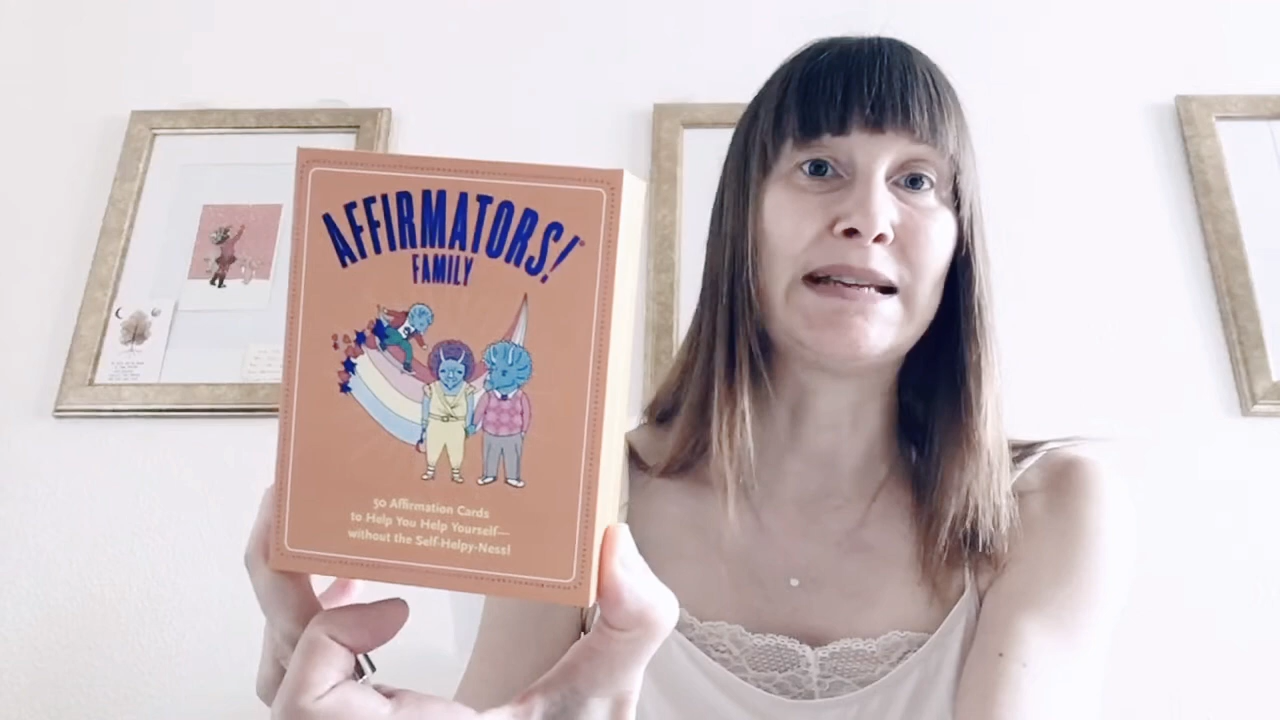 AFFIRMATORS!®
FAMILY
50 Affirmation Cards
to Help You Help Yourself—
without the Self-Helpy-Ness!